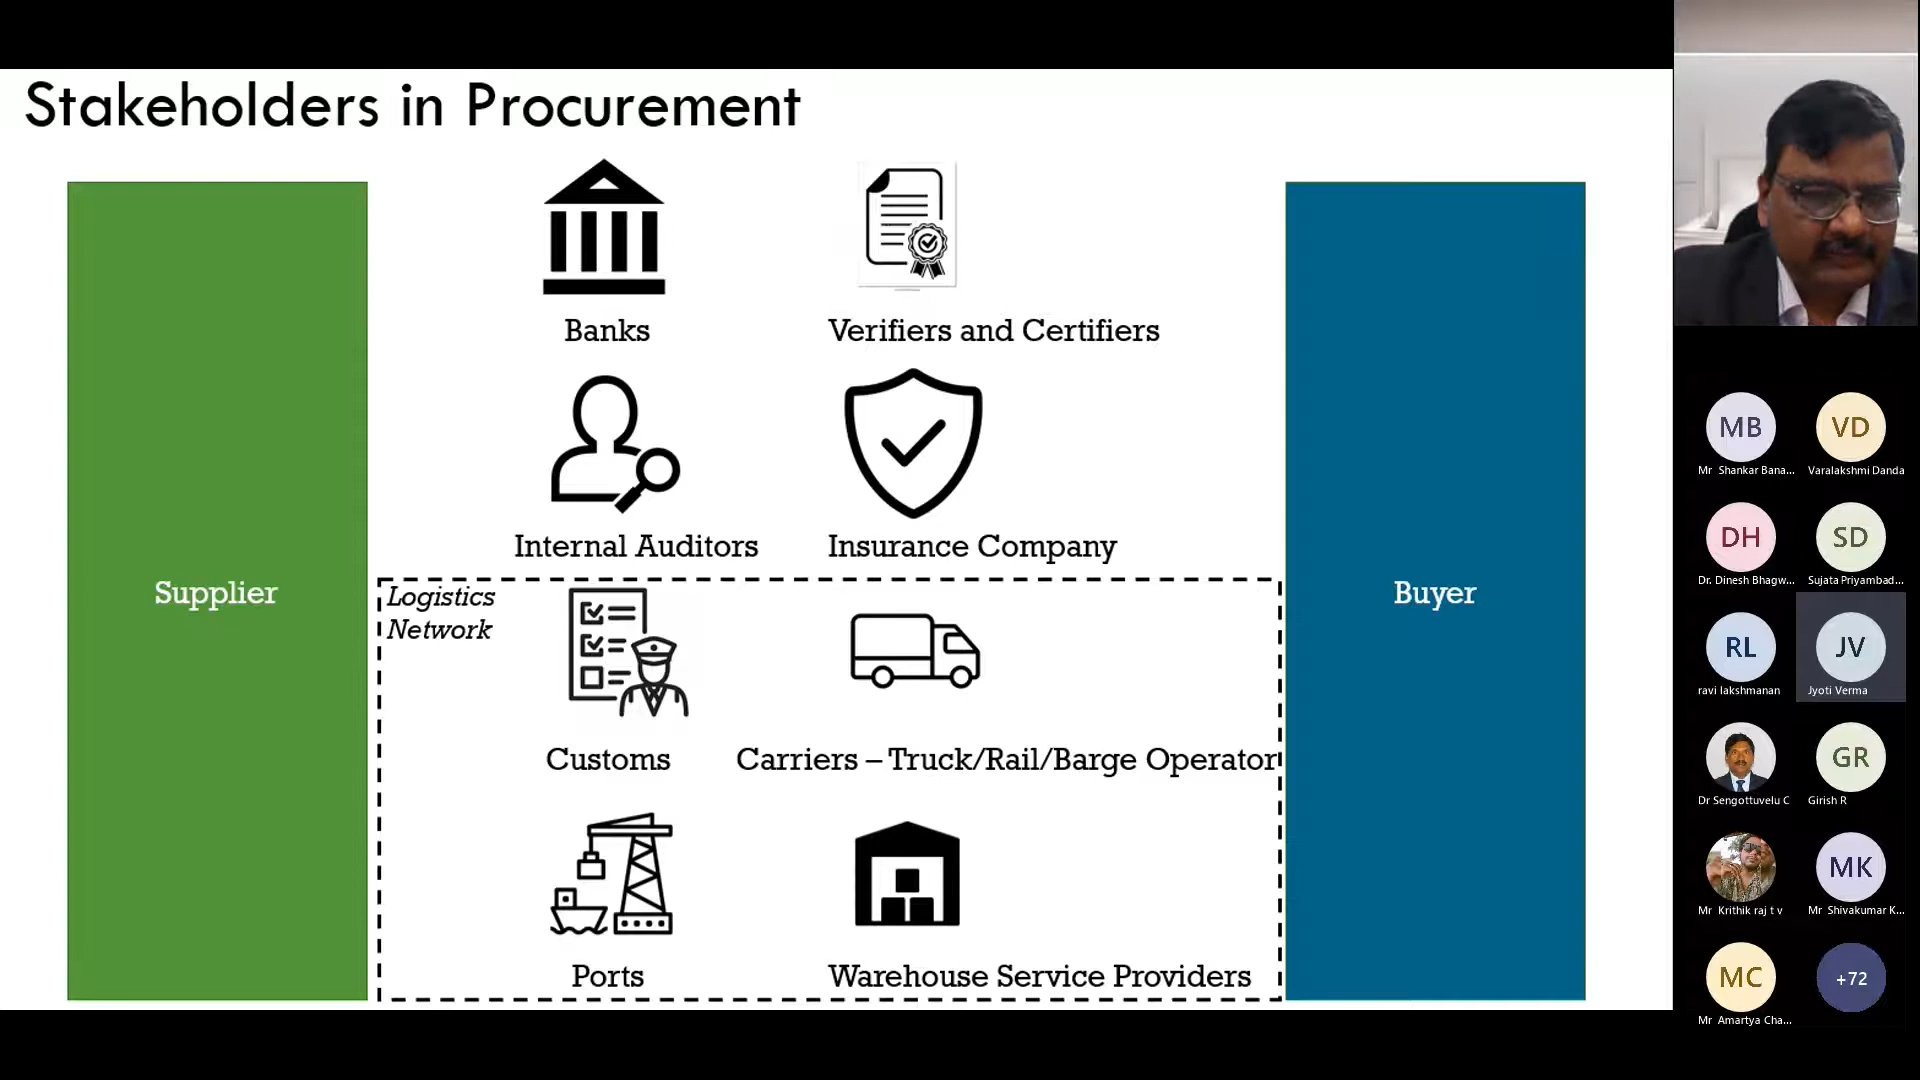 Stakeholders in Procurement
Supplier
Banks
Verifiers and Certifiers
Internal Auditors
Insurance Company
Logistics
Network
Customs
Carriers – Truck/Rail/Barge Operator
Ports
Warehouse Service Providers
Buyer
MB
VD
Mr Shankar Bana...
Varalakshmi Danda
DH
SD
Dr. Dinesh Bhagw...
Sujata Priyambad...
RL
JV
ravi lakshmanan
Jyoti Verma
GR
Dr Sengottuvelu C
Girish R
MK
Mr Krithik raj t v
Mr Shivakumar K...
MC
+72
Mr Amartya Cha...